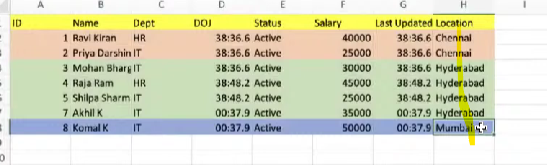 A B C D E F G H I
ID Name Dept DOJ Status Salary Last Updated Location
1 Ravi Kiran HR 38:36.6 Active 40000 38:36.6 Chennai
2 Priya Darshin IT 38:36.6 Active 25000 38:36.6 Chennai
3 Mohan Bharg IT 38:36.6 Active 30000 38:36.6 Hyderabad
4 Raja Ram HR 38:48.2 Active 45000 38:48.2 Hyderabad
5 Shilpa Sharm IT 38:48.2 Active 25000 38:48.2 Hyderabad
7 Akhil K IT 00:37.9 Active 35000 00:37.9 Hyderabad
8 Komal K IT 00:37.9 Active 50000 00:37.9 Mumbai